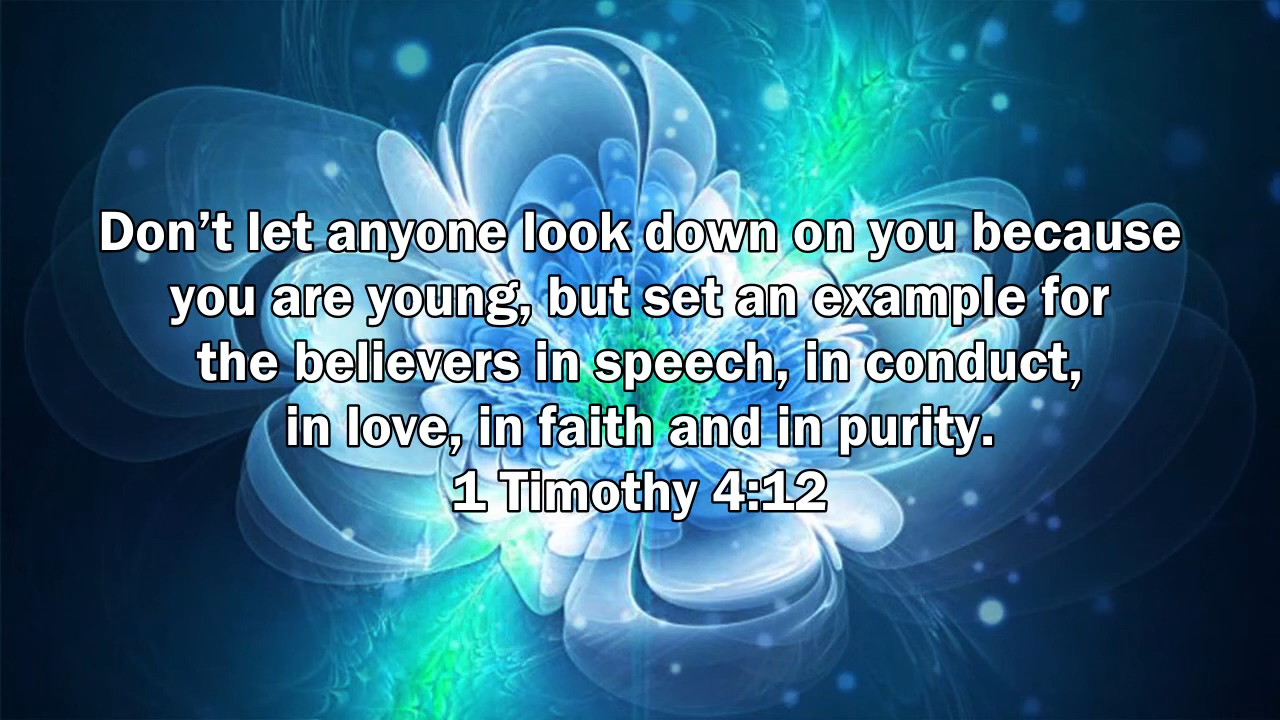 Don’t let anyone look down on you because
you are young, but set an example for
the believers in speech, in conduct,
in love, in faith and in purity.
1 Timothy 4:12